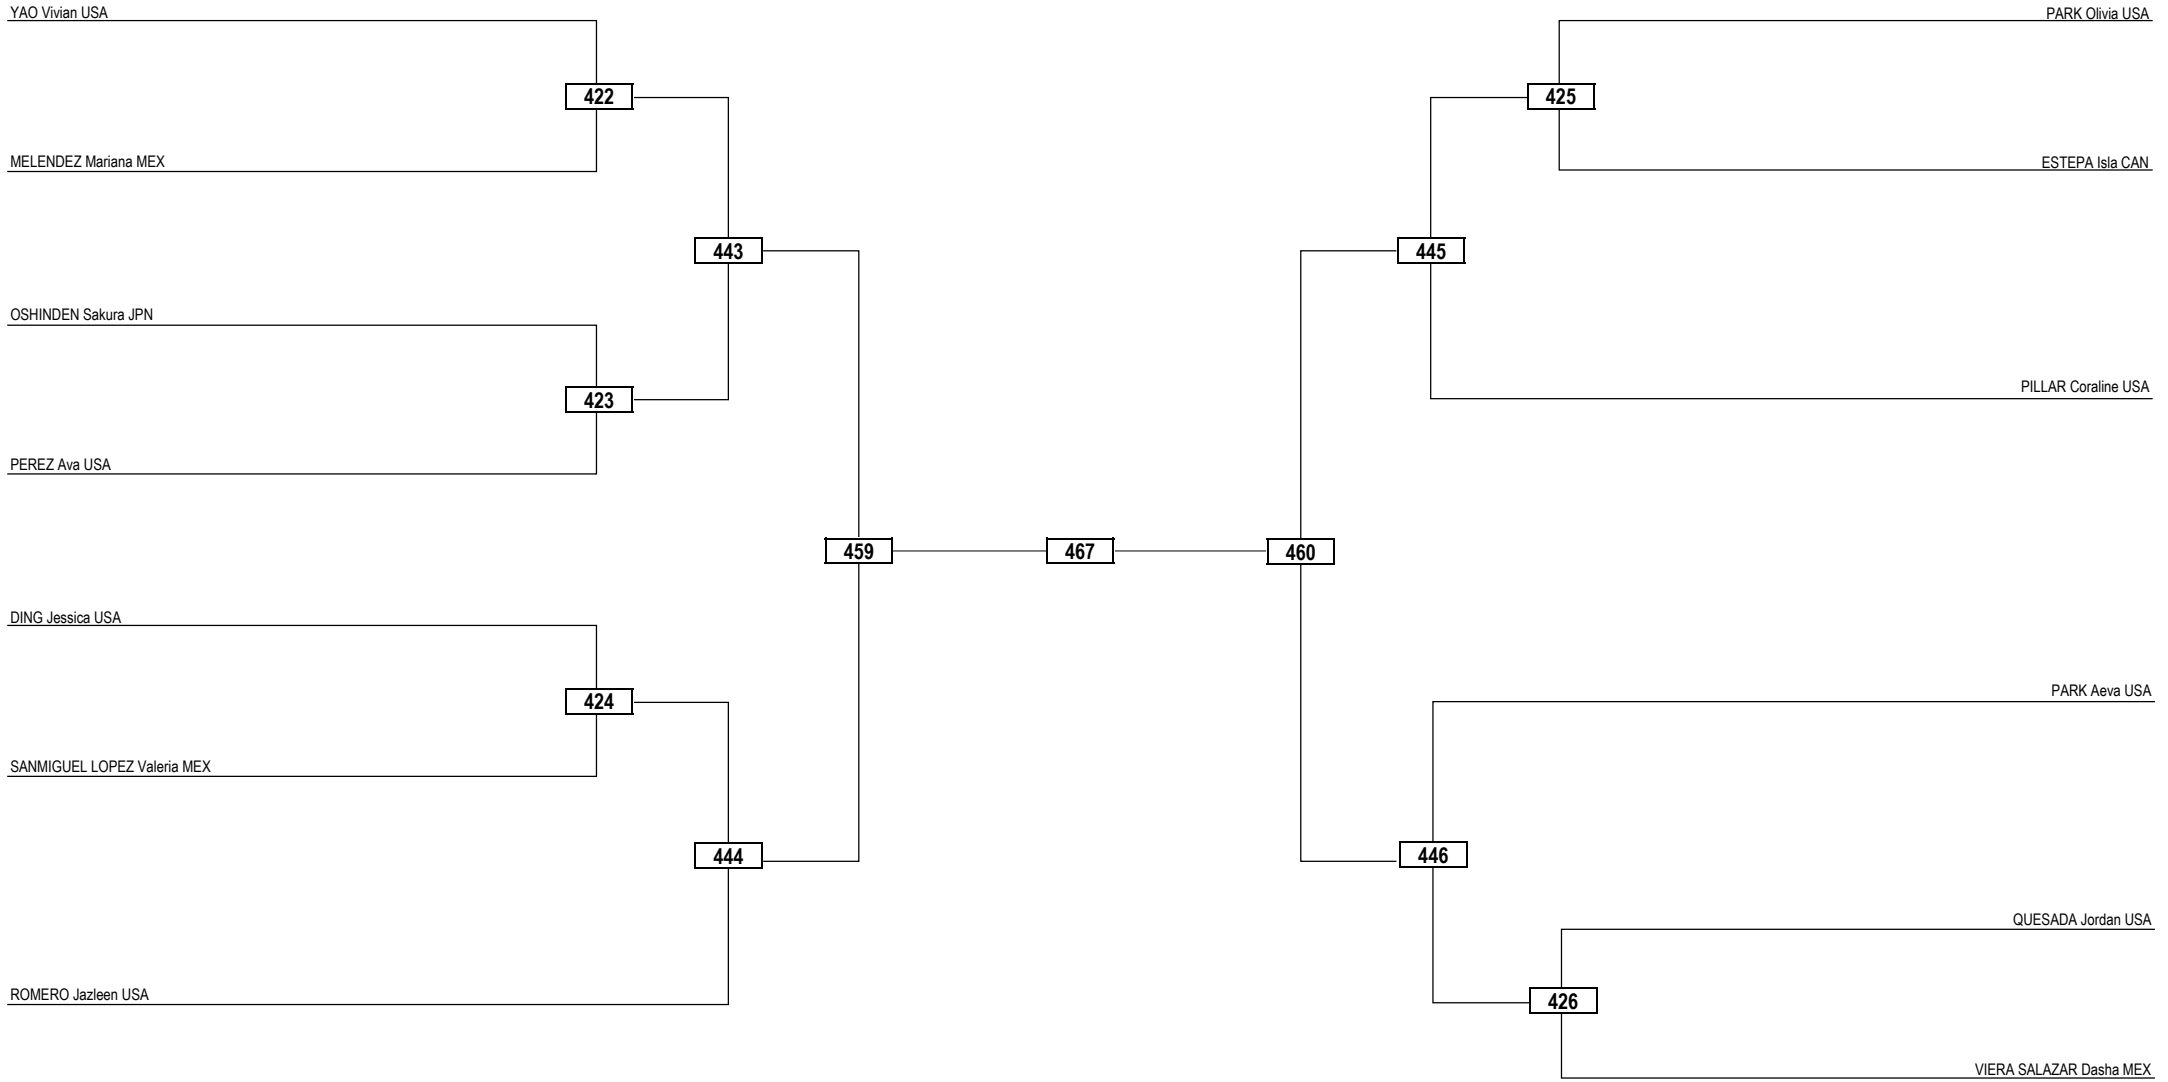 YAO Vivian USA
PARK Olivia USA
422
425
MELENDEZ Mariana MEX
ESTEPA Isla CAN
443
445
OSHINDEN Sakura JPN
423
PILLAR Coraline USA
PEREZ Ava USA
459
467
460
DING Jessica USA
424
PARK Aeva USA
SANMIGUEL LOPEZ Valeria MEX
444
446
QUESADA Jordan USA
ROMERO Jazleen USA
426
VIERA SALAZAR Dasha MEX